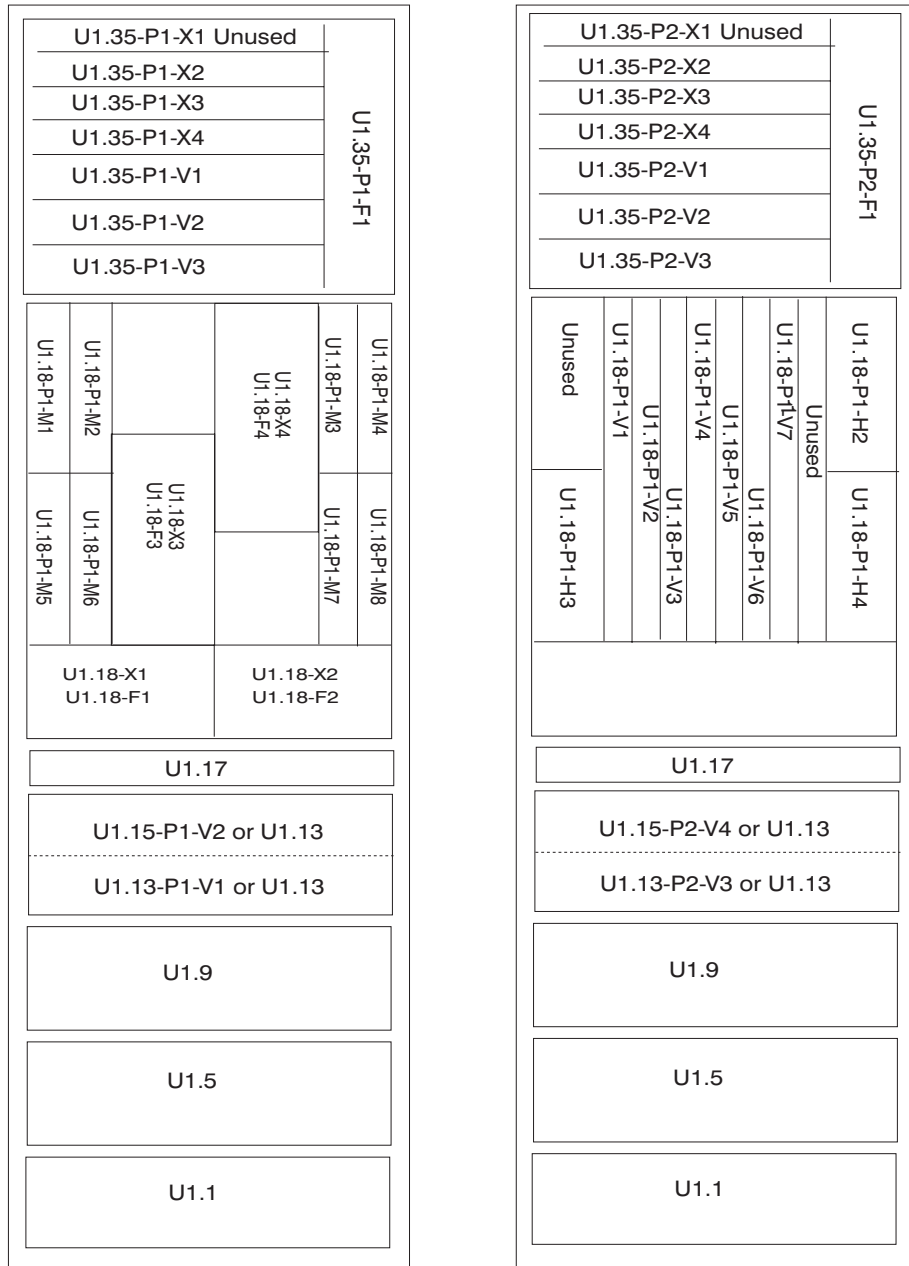 U1.35-P1-X1 Unused
U1.35-P1-X2
U1.35-P1-X3
U1.35-P1-X4
U1.35-P1-V1
U1.35-P1-V2
U1.35-P1-V3
U1.35-P1-F1
U1.18-P1-M1
U1.18-P1-M2
U1.18-X4
U1.18-F4
U1.18-P1-M3
U1.18-P1-M4
U1.18-X3
U1.18-F3
U1.18-P1-M5
U1.18-P1-M6
U1.18-P1-M7
U1.18-P1-M8
U1.18-X1
U1.18-F1
U1.18-X2
U1.18-F2
U1.17
U1.15-P1-V2 or U1.13
U1.13-P1-V1 or U1.13
U1.9
U1.5
U1.1
U1.35-P2-X1 Unused
U1.35-P2-X2
U1.35-P2-X3
U1.35-P2-X4
U1.35-P2-V1
U1.35-P2-V2
U1.35-P2-V3
U1.35-P2-F1
Unused
U1.18-P1-H3
U1.18-P1-V1
U1.18-P1-V2
U1.18-P1-V3
U1.18-P1-V4
U1.18-P1-V5
U1.18-P1-V6
U1.18-P1-V7
Unused
U1.18-P1-H2
U1.18-P1-H4
U1.17
U1.15-P2-V4 or U1.13
U1.13-P2-V3 or U1.13
U1.9
U1.5
U1.1